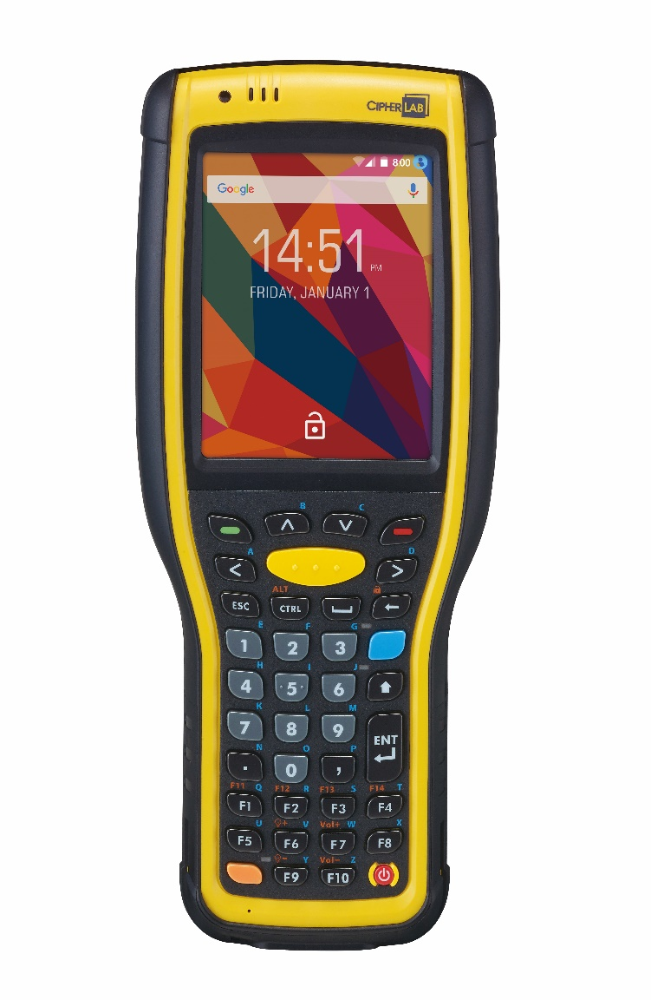 CIPHERLAB
8:00
Google
14:51 PM
FRIDAY, JANUARY 1
B C
A D
ALT
ESC CTRL
E F G
1 2 3
H I J
4 5 6
K L M
7 8 9 ENT
N O P
. 0 ,
F11 Q F12 R F13 S F14 T
F1 F2 F3 F4
U V Vol+ W X
F5 F6 F7 F8
Y Vol- Z
F9 F10